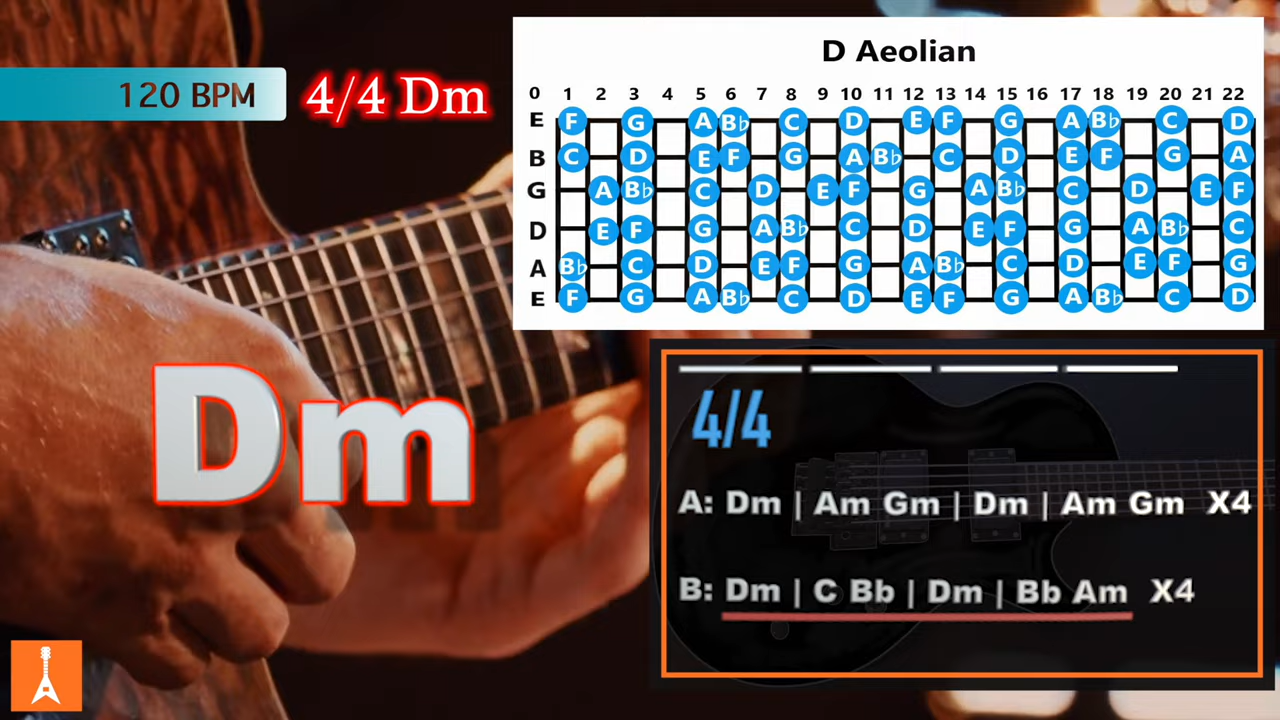 120 BPM
4/4 Dm
D Aeolian
0 1 2 3 4 5 6 7 8 9 10 11 12 13 14 15 16 17 18 19 20 21 22
E F G A B♭ C D E F G A B♭ C D
B C D E F G A B♭ C D E F G A
G A B♭ C D E F G A B♭ C D E F
D E F G A B♭ C D E F G A B♭ C
A B♭ C D E F G A B♭ C D E F G
E F G A B♭ C D E F G A B♭ C D
Dm
4/4
A: Dm | Am Gm | Dm | Am Gm X4
B: Dm | C Bb | Dm | Bb Am X4